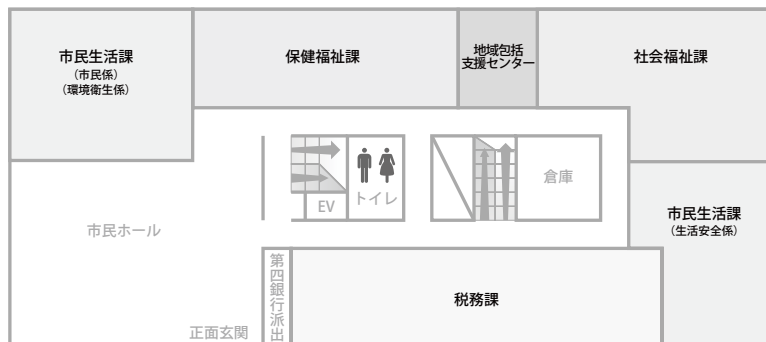 市民生活課
(市民係)
(環境衛生係)
保健福祉課
地域包括
支援センター
社会福祉課
EV
トイレ
倉庫
市民ホール
市民生活課
(生活安全係)
第四銀行派出
税務課
正面玄関